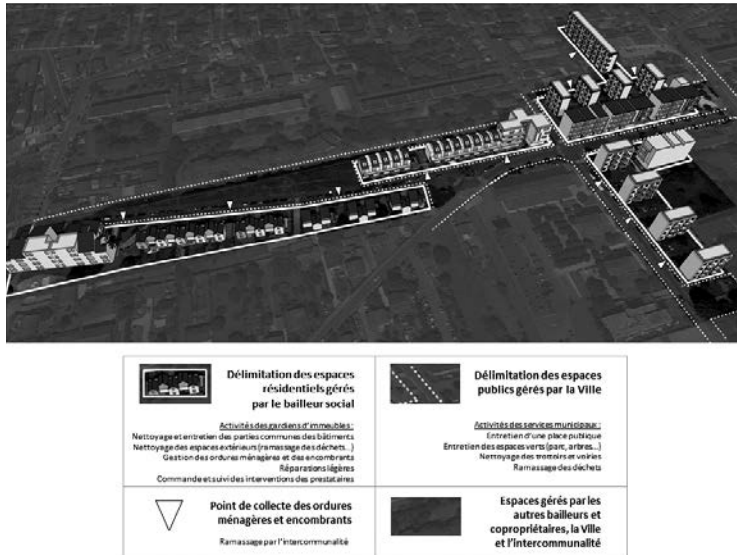 Délimitation des espaces
résidentiels gérés
par le bailleur social
Activités des gardiens d'immeubles :
Nettoyage et entretien des parties communes des bâtiments
Nettoyage des espaces extérieurs (ramassage des déchets...)
Gestion des ordures ménagères et des encombrants
Réparations légères
Commande et suivi des interventions des prestataires
Délimitation des espaces
publics gérés par la Ville
Activités des services municipaux :
Entretien d'une place publique
Entretien des espaces verts (parc, arbres...)
Nettoyage des trottoirs et voiries
Ramassage des déchets
Point de collecte des ordures
ménagères et encombrants
Ramassage par l'intercommunalité
Espaces gérés par les
autres bailleurs et
copropriétaires, la Ville
et l'intercommunalité